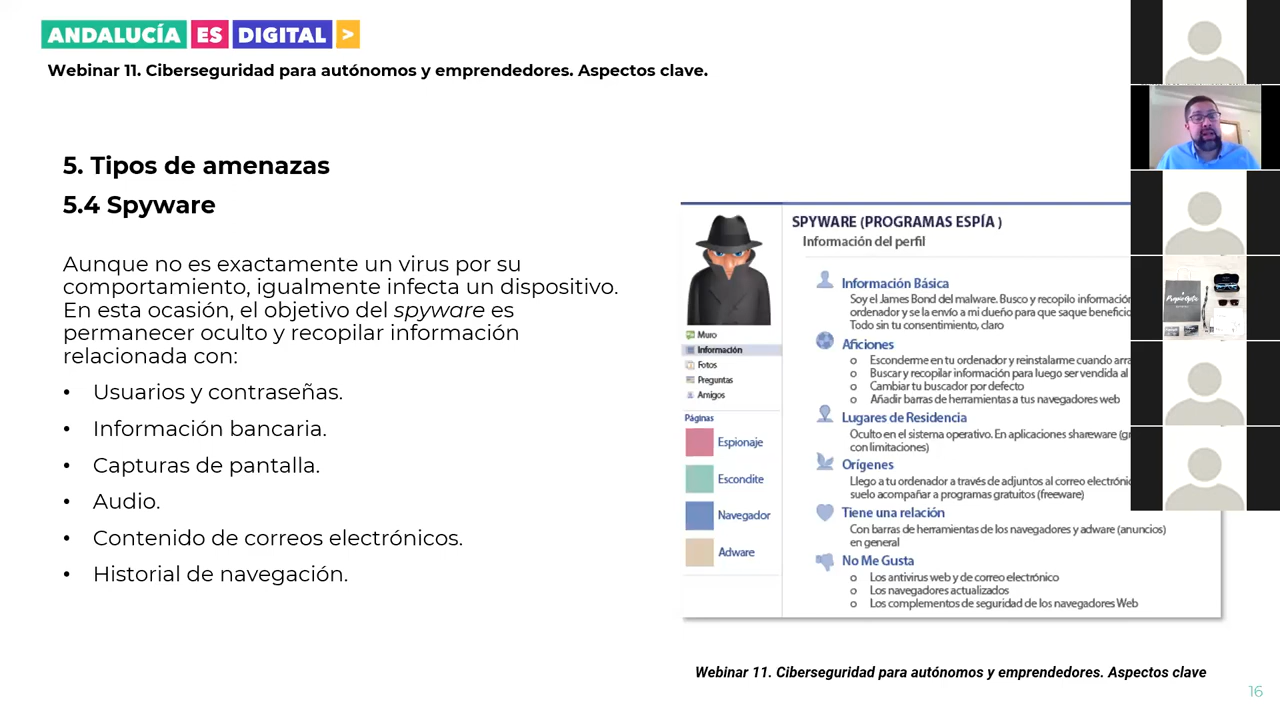 ANDALUCÍA ES DIGITAL >
Webinar 11. Ciberseguridad para autónomos y emprendedores. Aspectos clave.
5. Tipos de amenazas
5.4 Spyware
Aunque no es exactamente un virus por su
comportamiento, igualmente infecta un dispositivo.
En esta ocasión, el objetivo del spyware es
permanecer oculto y recopilar información
relacionada con:
• Usuarios y contraseñas.
• Información bancaria.
• Capturas de pantalla.
• Audio.
• Contenido de correos electrónicos.
• Historial de navegación.
Muro
Información
Fotos
Preguntas
Amigos
Páginas
Espionaje
Escondite
Navegador
Adware
SPYWARE (PROGRAMAS ESPÍA )
Información del perfil
Información Básica
Soy el James Bond del malware. Busco y recopilo información
ordenador y se la envío a mi dueño para que saque
Todo sin tu consentimiento, claro
Aficiones
o Esconderme en tu ordenador y reinstalarme cuando
o Buscar y recopilar información para luego ser vendida al
o Cambiar tu buscador por defecto
o Añadir barras de herramientas a tus navegadores web
Lugares de Residencia
Oculto en el sistema operativo. En aplicaciones shareware
con limitaciones)
Orígenes
Llego a tu ordenador a través de adjuntos al correo
suelo acompañar a programas gratuitos (freeware)
Tiene una relación
Con barras de herramientas de los navegadores y adware (anuncios)
en general
No Me Gusta
o Los antivirus web y de correo electrónico
o Los navegadores actualizados
o Los complementos de seguridad de los navegadores Web
Webinar 11. Ciberseguridad para autónomos y emprendedores. Aspectos clave
16